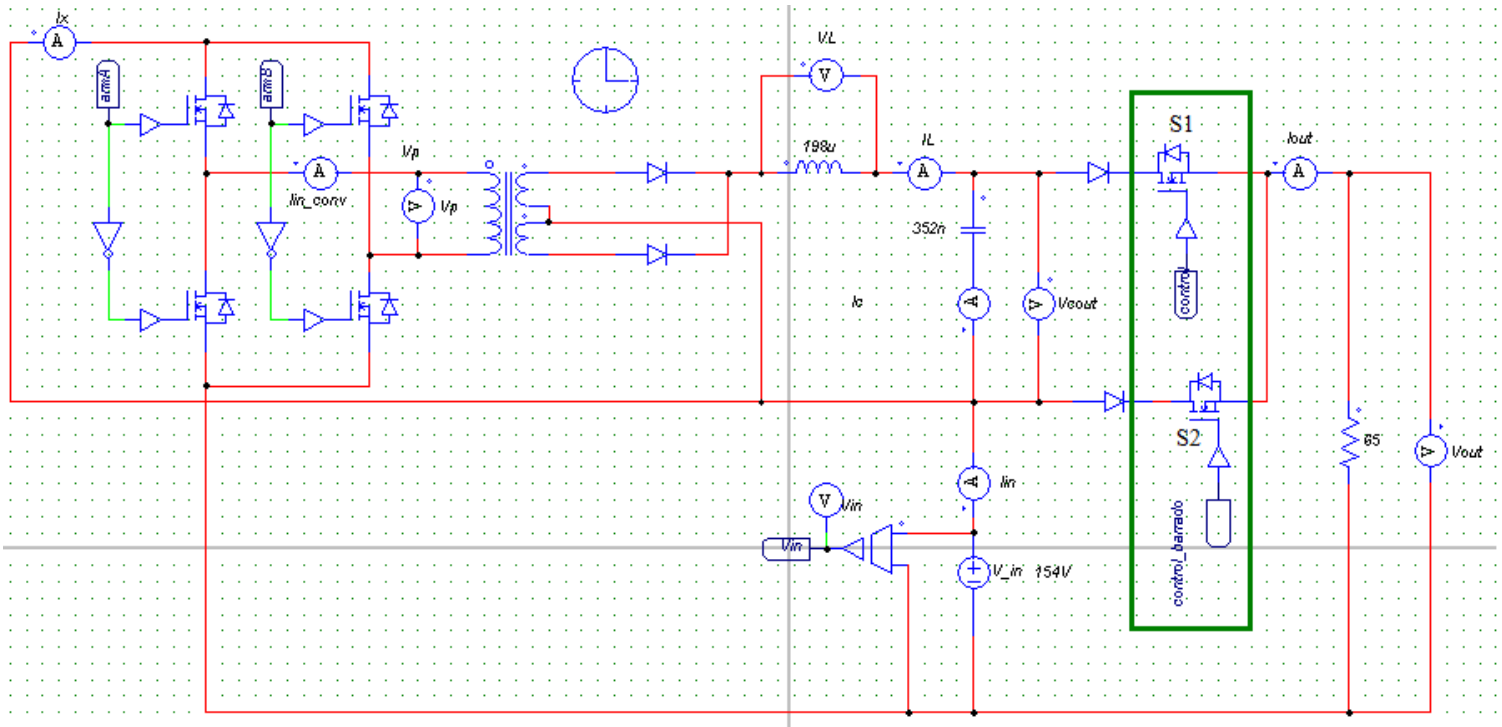 Ix
A
armA
armB
A
Iin_conv
Vp
V
Vp
VL
V
198u
IL
A
352n
Ic
A
V
Vcout
S1
control
Iout
A
S2
control_barrado
65
V
Vout
A
Iin
V
Vin
Vin
V_in 154V